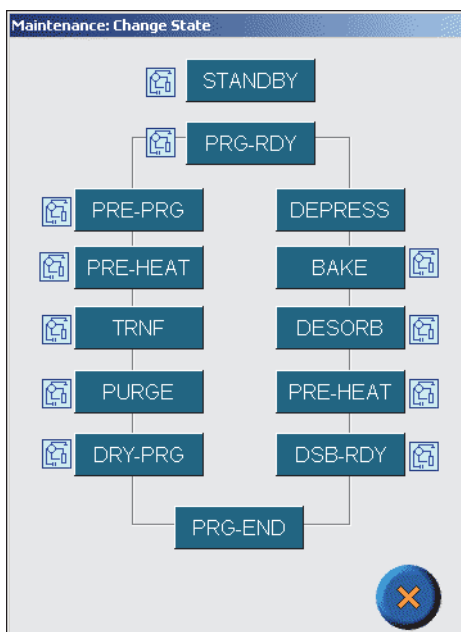 Maintenance: Change State
STANDBY
PRG-RDY
PRE-PRG
DEPRESS
PRE-HEAT
BAKE
TRNF
DESORB
PURGE
PRE-HEAT
DRY-PRG
DSB-RDY
PRG-END